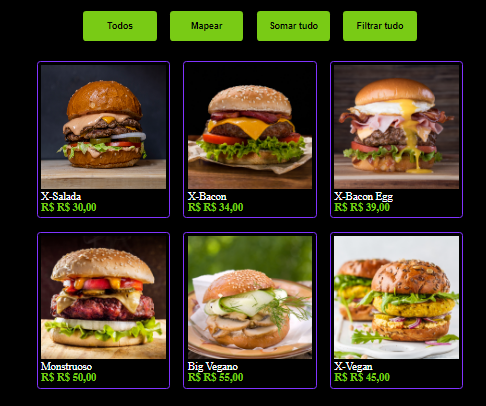 Todos
Mapear
Somar tudo
Filtrar tudo
X-Salada
R$ R$ 30,00
X-Bacon
R$ R$ 34,00
X-Bacon Egg
R$ R$ 39,00
Monstruoso
R$ R$ 50,00
Big Vegano
R$ R$ 55,00
X-Vegan
R$ R$ 45,00